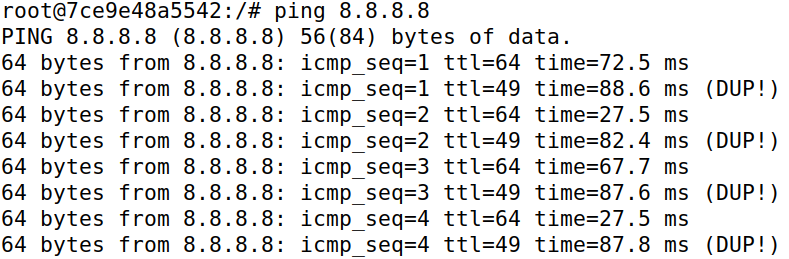 root@7ce9e48a5542:/# ping 8.8.8.8
PING 8.8.8.8 (8.8.8.8) 56(84) bytes of data.
64 bytes from 8.8.8.8: icmp_seq=1 ttl=64 time=72.5 ms
64 bytes from 8.8.8.8: icmp_seq=1 ttl=49 time=88.6 ms (DUP!)
64 bytes from 8.8.8.8: icmp_seq=2 ttl=64 time=27.5 ms
64 bytes from 8.8.8.8: icmp_seq=2 ttl=49 time=82.4 ms (DUP!)
64 bytes from 8.8.8.8: icmp_seq=3 ttl=64 time=67.7 ms
64 bytes from 8.8.8.8: icmp_seq=3 ttl=49 time=87.6 ms (DUP!)
64 bytes from 8.8.8.8: icmp_seq=4 ttl=64 time=27.5 ms
64 bytes from 8.8.8.8: icmp_seq=4 ttl=49 time=87.8 ms (DUP!)